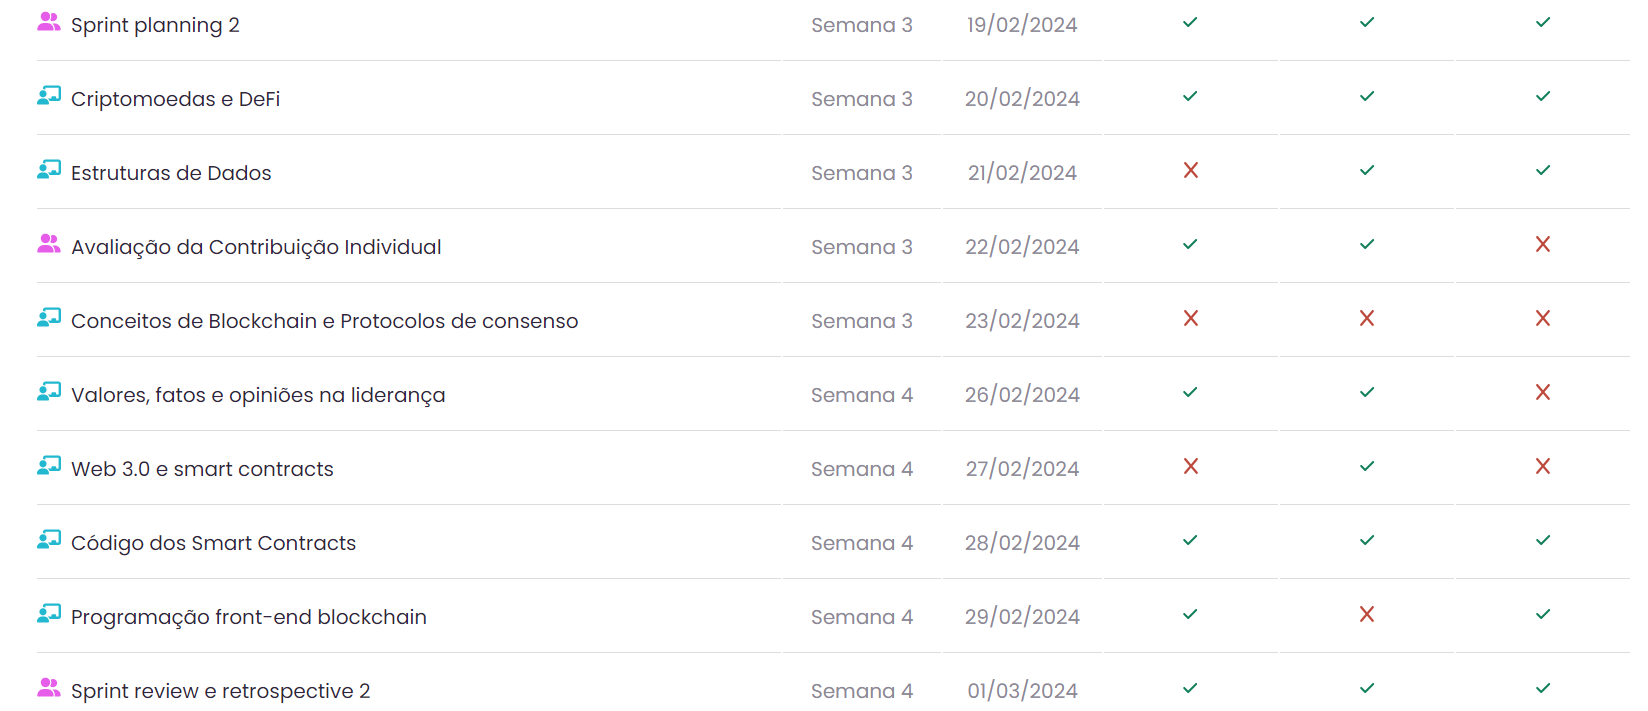 Sprint planning 2 Semana 3 19/02/2024
Criptomoedas e DeFi Semana 3 20/02/2024
Estruturas de Dados Semana 3 21/02/2024
Avaliação da Contribuição Individual Semana 3 22/02/2024
Conceitos de Blockchain e Protocolos de consenso Semana 3 23/02/2024
Valores, fatos e opiniões na liderança Semana 4 26/02/2024
Web 3.0 e smart contracts Semana 4 27/02/2024
Código dos Smart Contracts Semana 4 28/02/2024
Programação front-end blockchain Semana 4 29/02/2024
Sprint review e retrospective 2 Semana 4 01/03/2024